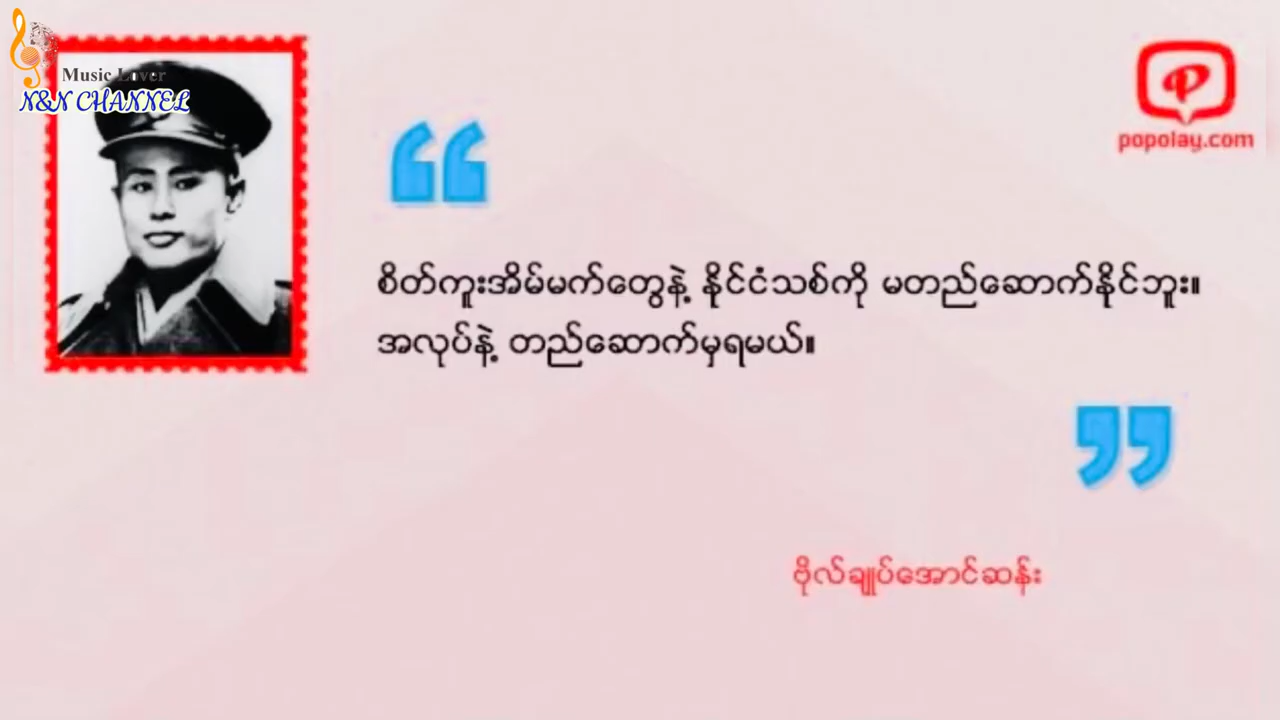 Music Lover
N&N CHANNEL
popolay.com
စိတ်ကူးအိမ်မက်တွေနဲ့ နိုင်ငံသစ်ကို မတည်ဆောက်နိုင်ဘူး။
အလုပ်နဲ့ တည်ဆောက်မှရမယ်။
ဗိုလ်ချုပ်အောင်ဆန်း